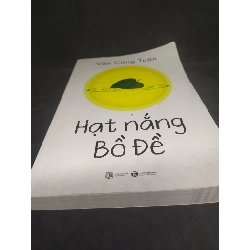 Văn Công Tuấn
Hạt nắng
Bồ Đề